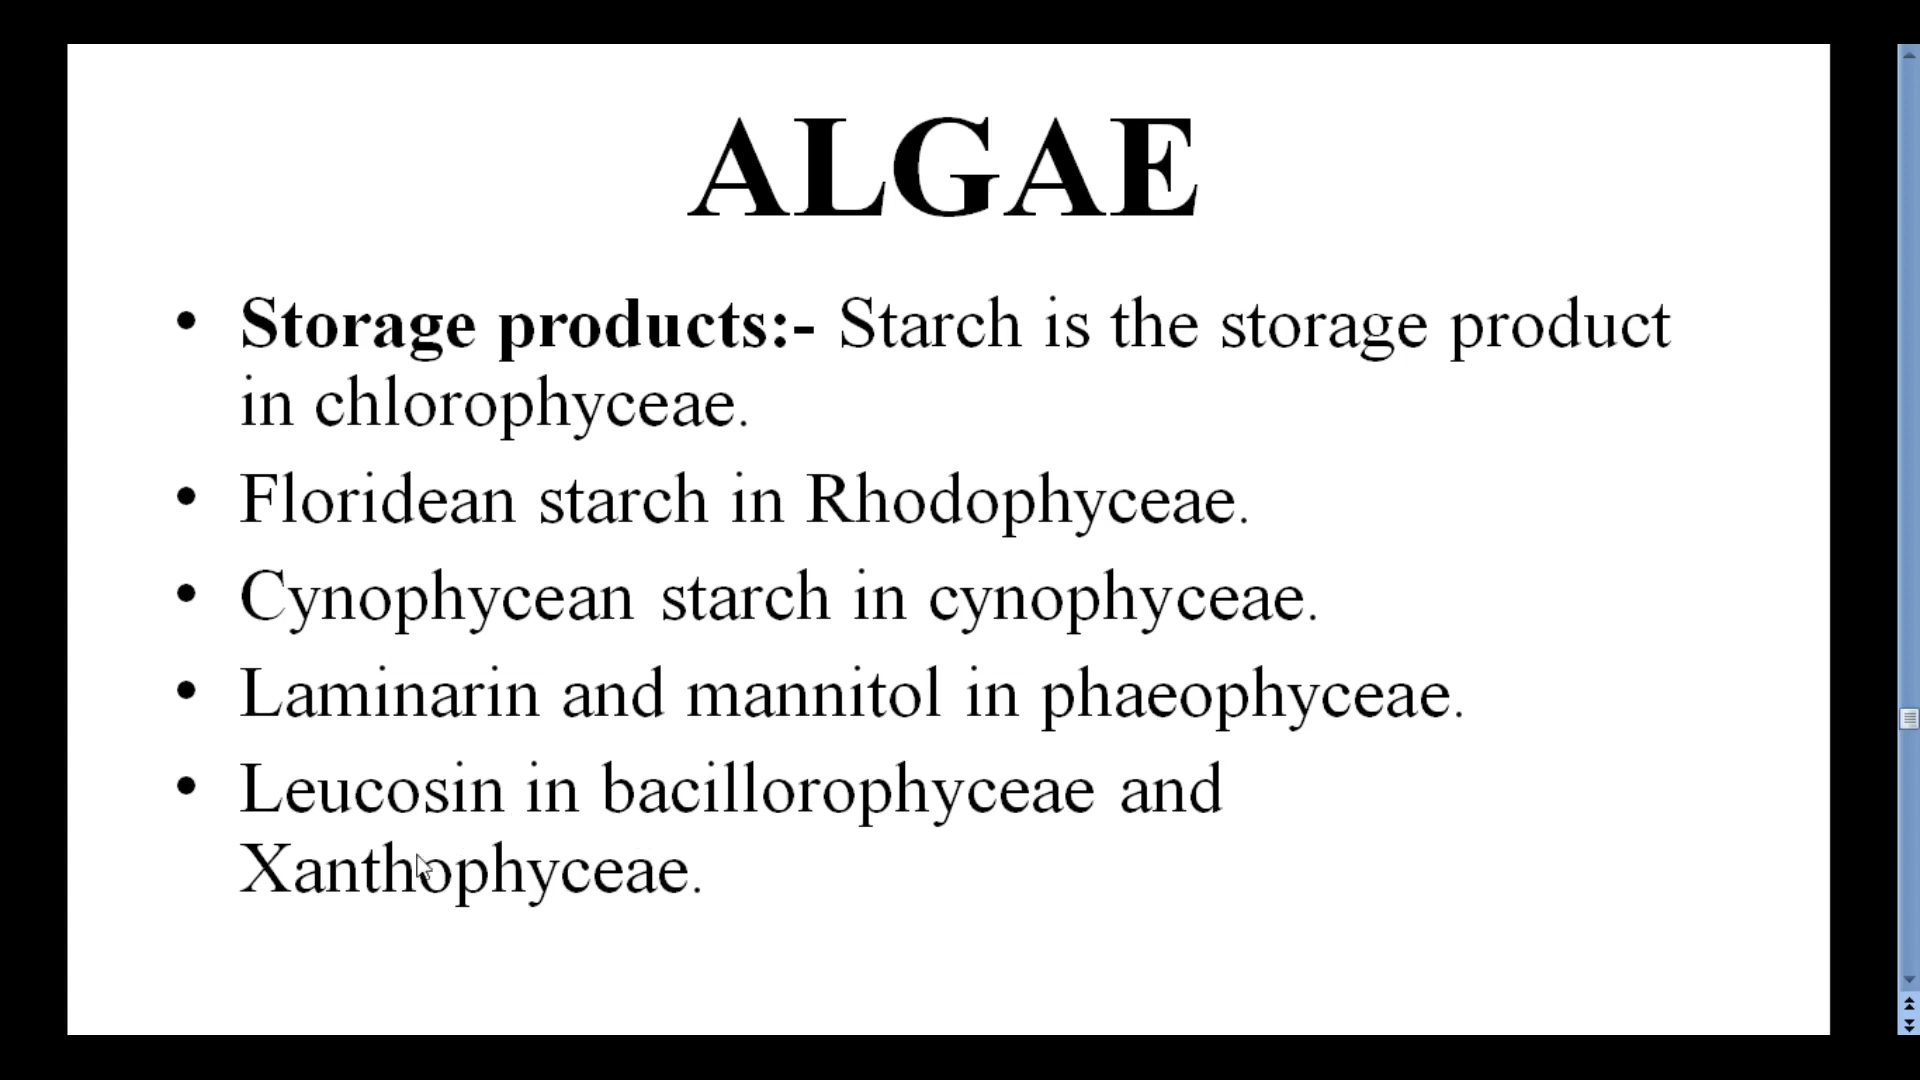 ALGAE
• Storage products:- Starch is the storage product
in chlorophyceae.
• Floridean starch in Rhodophyceae.
• Cynophycean starch in cynophyceae.
• Laminarin and mannitol in phaeophyceae.
• Leucosin in bacillorophyceae and
Xanthophyceae.